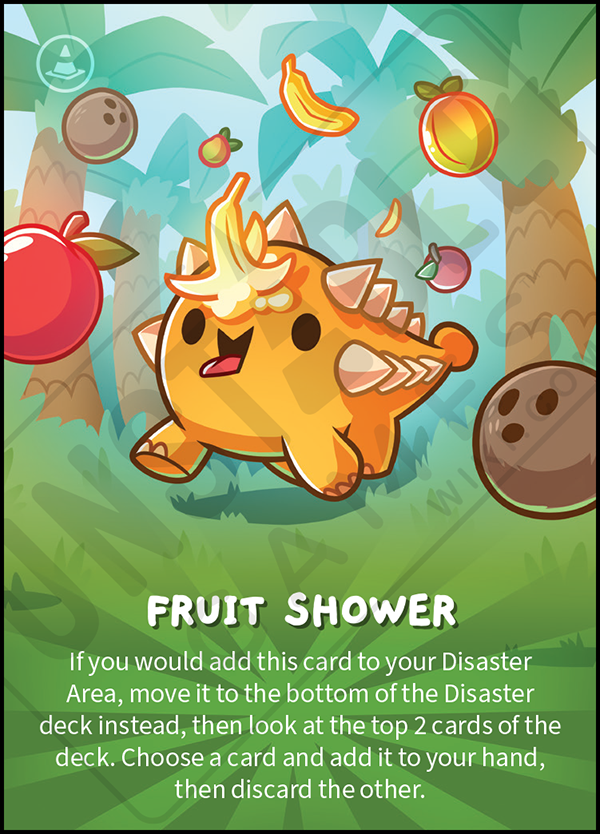 FRUIT SHOWER
If you would add this card to your Disaster
Area, move it to the bottom of the Disaster
deck instead, then look at the top 2 cards of the
deck. Choose a card and add it to your hand,
then discard the other.